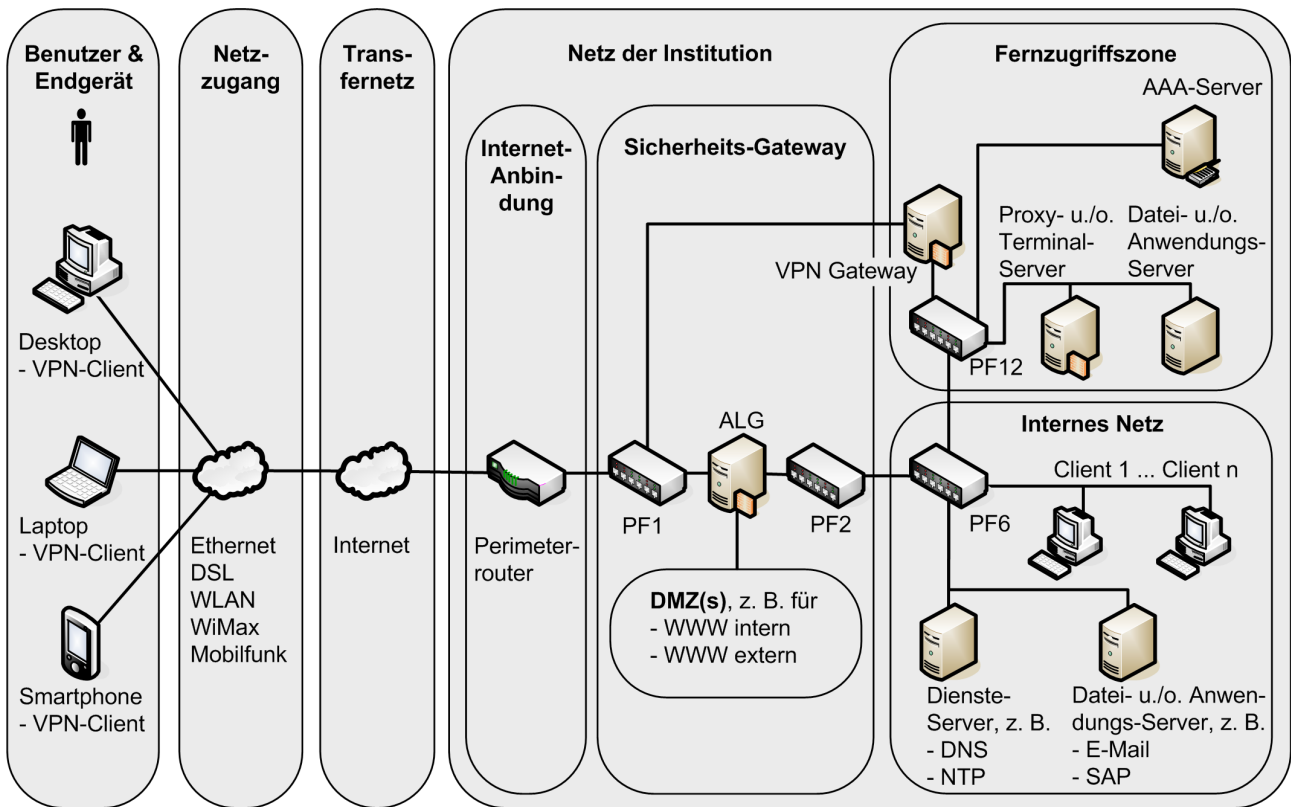 Benutzer &
Endgerät
Desktop
- VPN-Client
Laptop
- VPN-Client
Smartphone
- VPN-Client
Netz-
zugang
Ethernet
DSL
WLAN
WiMax
Mobilfunk
Trans-
fernetz
Internet
Netz der Institution
Internet-
Anbin-
dung
Perimeter-
router
Sicherheits-Gateway
PF1
ALG
PF2
DMZ(s), z. B. für
- WWW intern
- WWW extern
Fernzugriffszone
AAA-Server
VPN Gateway
Proxy- u./o.
Terminal-
Server
Datei- u./o.
Anwendungs-
Server
PF12
Internes Netz
Client 1 ... Client n
PF6
Dienste-
Server, z. B.
- DNS
- NTP
Datei- u./o. Anwen-
dungs-Server, z. B.
- E-Mail
- SAP